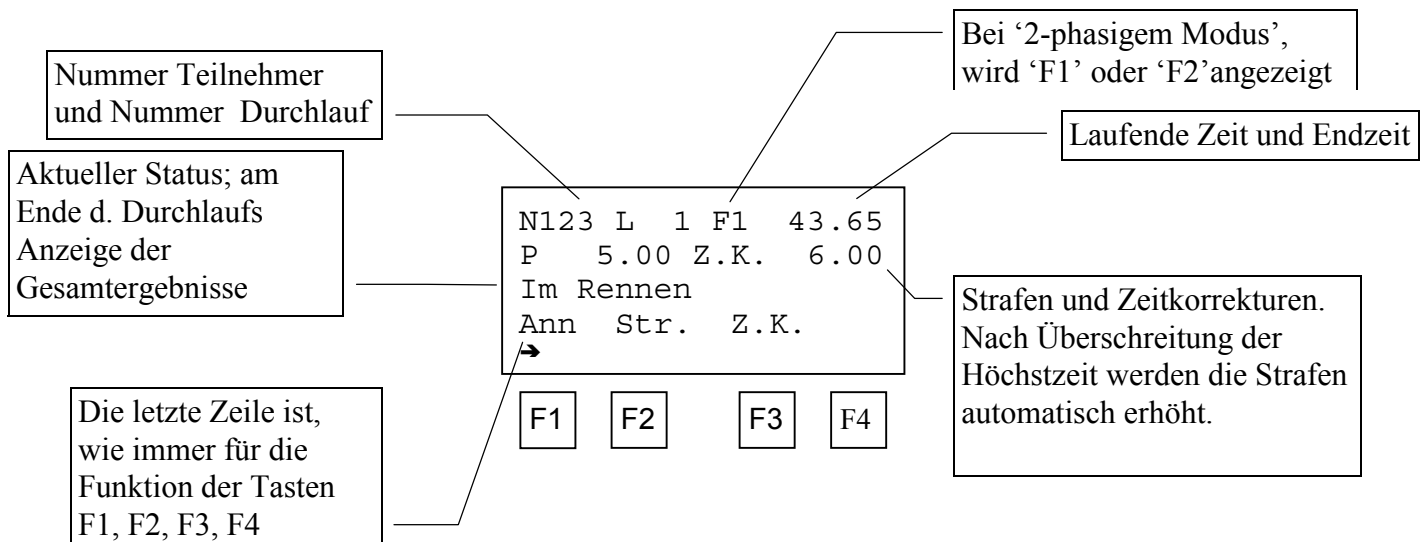 Bei ‘2-phasigem Modus’,
wird ‘F1’ oder ‘F2’angezeigt
Nummer Teilnehmer
und Nummer Durchlauf
Laufende Zeit und Endzeit
Aktueller Status; am
Ende d. Durchlaufs
Anzeige der
Gesamtergebnisse
N123 L 1 F1 43.65
P 5.00 Z.K. 6.00
Im Rennen
Ann Str. Z.K.
➔
Strafen und Zeitkorrekturen.
Nach Überschreitung der
Höchstzeit werden die Strafen
automatisch erhöht.
F1 F2 F3 F4
Die letzte Zeile ist,
wie immer für die
Funktion der Tasten
F1, F2, F3, F4